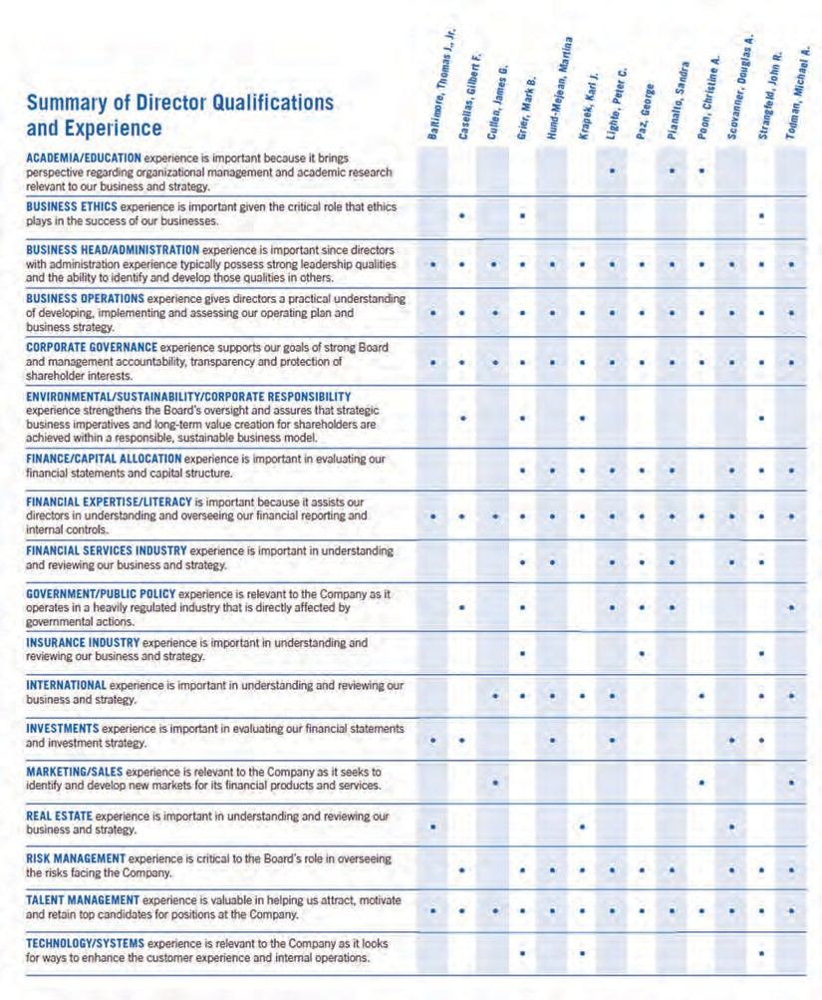 Baltimore, Thomas J., Jr.
Casellas, Gilbert F.
Cullen, James G.
Grier, Mark B.
Hund-Mejean, Martina
Krapek, Karl J.
Lighte, Peter C.
Paz, George
Pianalto, Sandra
Poon, Christine A.
Scovanner, Douglas A.
Strangfeld, John R.
Todman, Michael A.
Summary of Director Qualifications
and Experience
ACADEMIA/EDUCATION experience is important because it brings
perspective regarding organizational management and academic research
relevant to our business and strategy.
BUSINESS ETHICS experience is important given the critical role that ethics
plays in the success of our businesses.
BUSINESS HEAD/ADMINISTRATION experience is important since directors
with administration experience typically possess strong leadership qualities
and the ability to identify and develop those qualities in others.
BUSINESS OPERATIONS experience gives directors a practical understanding
of developing, implementing and assessing our operating plan and
business strategy.
CORPORATE GOVERNANCE experience supports our goals of strong Board
and management accountability, transparency and protection of
shareholder interests.
ENVIRONMENTAL/SUSTAINABILITY/CORPORATE RESPONSIBILITY
experience strengthens the Board's oversight and assures that strategic
business imperatives and long-term value creation for shareholders are
achieved within a responsible, sustainable business model.
FINANCE/CAPITAL ALLOCATION experience is important in evaluating our
financial statements and capital structure.
FINANCIAL EXPERTISE/LITERACY is important because it assists our
directors in understanding and overseeing our financial reporting and
internal controls.
FINANCIAL SERVICES INDUSTRY experience is important in understanding
and reviewing our business and strategy.
GOVERNMENT/PUBLIC POLICY experience is relevant to the Company as it
operates in a heavily regulated industry that is directly affected by
governmental actions.
INSURANCE INDUSTRY experience is important in understanding and
reviewing our business and strategy.
INTERNATIONAL experience is important in understanding and reviewing our
business and strategy.
INVESTMENTS experience is important in evaluating our financial statements
and investment strategy.
MARKETING/SALES experience is relevant to the Company as it seeks to
identify and develop new markets for its financial products and services.
REAL ESTATE experience is important in understanding and reviewing our
business and strategy.
RISK MANAGEMENT experience is critical to the Board's role in overseeing
the risks facing the Company.
TALENT MANAGEMENT experience is valuable in helping us attract, motivate
and retain top candidates for positions at the Company.
TECHNOLOGY/SYSTEMS experience is relevant to the Company as it looks
for ways to enhance the customer experience and internal operations.